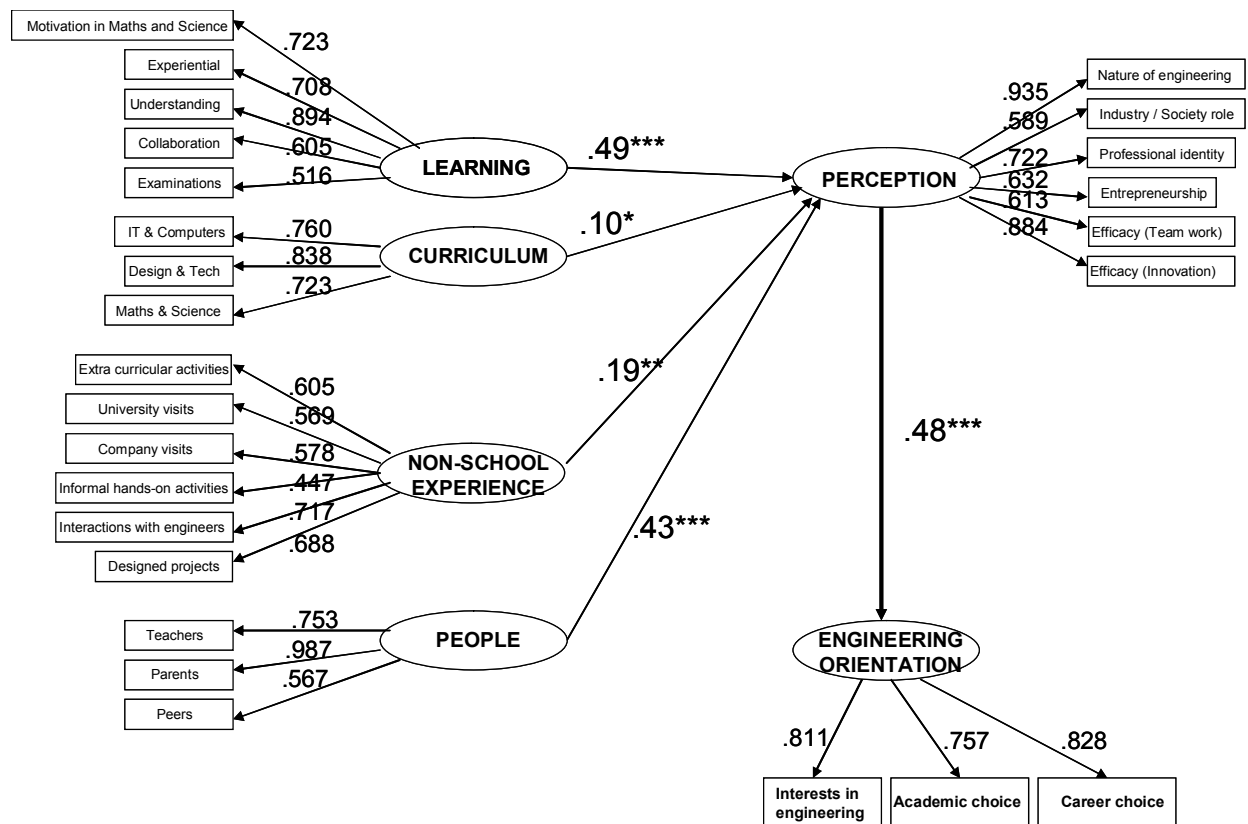 Motivation in Maths and Science
.723
Experiential
.708
Understanding
.894
Collaboration
.605
Examinations
.516
LEARNING
.49***
IT & Computers
.760
Design & Tech
.838
Maths & Science
.723
CURRICULUM
.10*
Extra curricular activities
.605
University visits
.569
Company visits
.578
Informal hands-on activities
.447
Interactions with engineers
.717
Designed projects
.688
NON-SCHOOL
EXPERIENCE
.19**
Teachers
.753
Parents
.987
Peers
.567
PEOPLE
.43***
PERCEPTION
.935
Nature of engineering
.589
Industry / Society role
.722
Professional identity
.632
Entrepreneurship
.613
Efficacy (Team work)
.884
Efficacy (Innovation)
.48***
ENGINEERING
ORIENTATION
.811
.757
.828
Interests in
engineering
Academic choice
Career choice